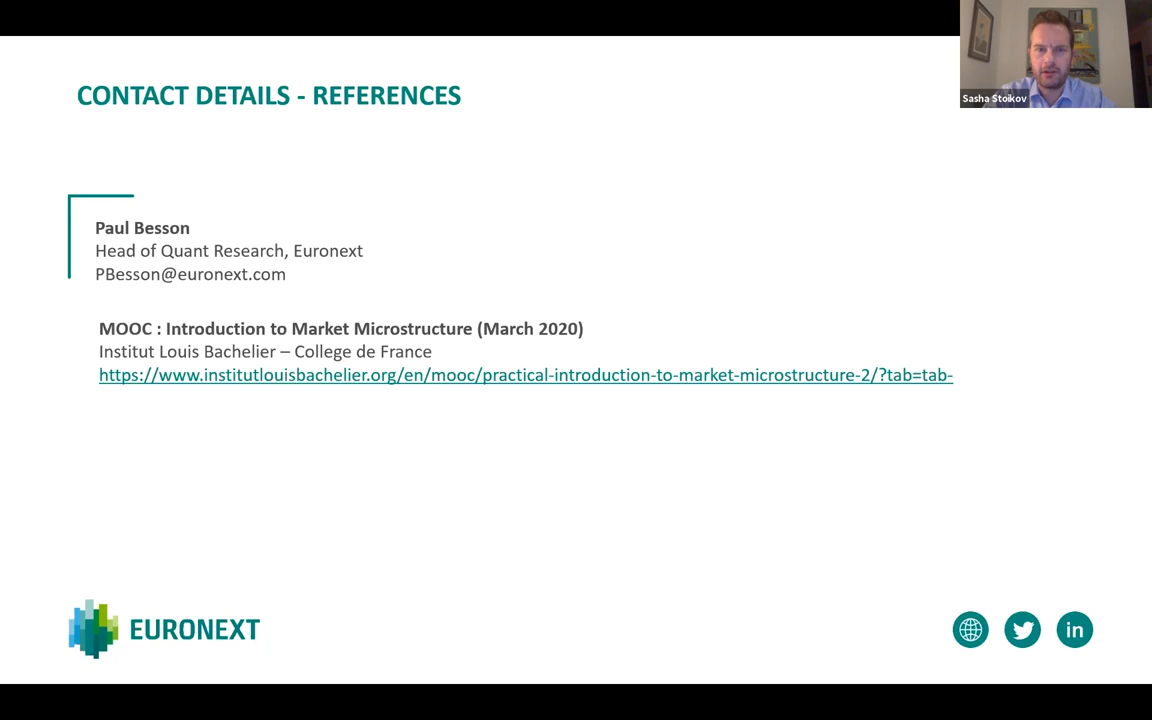 Sasha Stoikov
CONTACT DETAILS - REFERENCES
Paul Besson
Head of Quant Research, Euronext
PBesson@euronext.com
MOOC : Introduction to Market Microstructure (March 2020)
Institut Louis Bachelier – College de France
https://www.institutlouisbachelier.org/en/mooc/practical-introduction-to-market-microstructure-2/?tab=tab-
EURONEXT
in